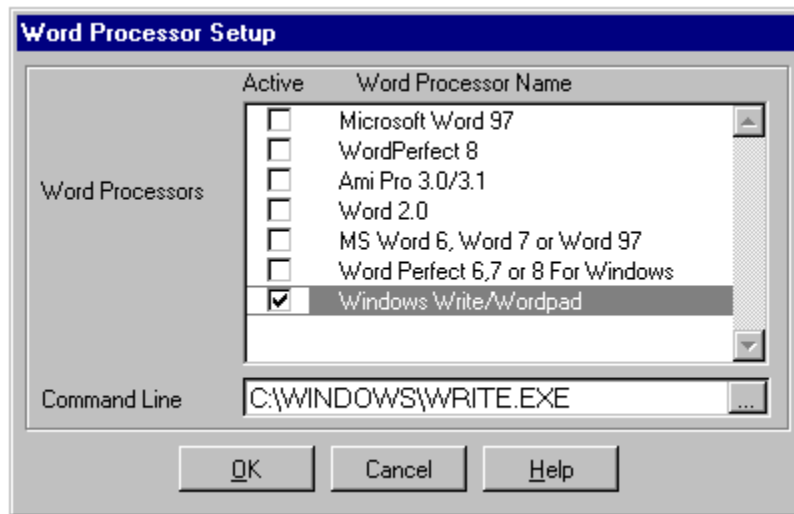 Word Processor Setup
Active Word Processor Name
Microsoft Word 97
WordPerfect 8
Ami Pro 3.0/3.1
Word Processors
Word 2.0
MS Word 6, Word 7 or Word 97
Word Perfect 6,7 or 8 For Windows
Windows Write/Wordpad
Command Line C:\WINDOWS\WRITE.EXE ...
OK Cancel Help